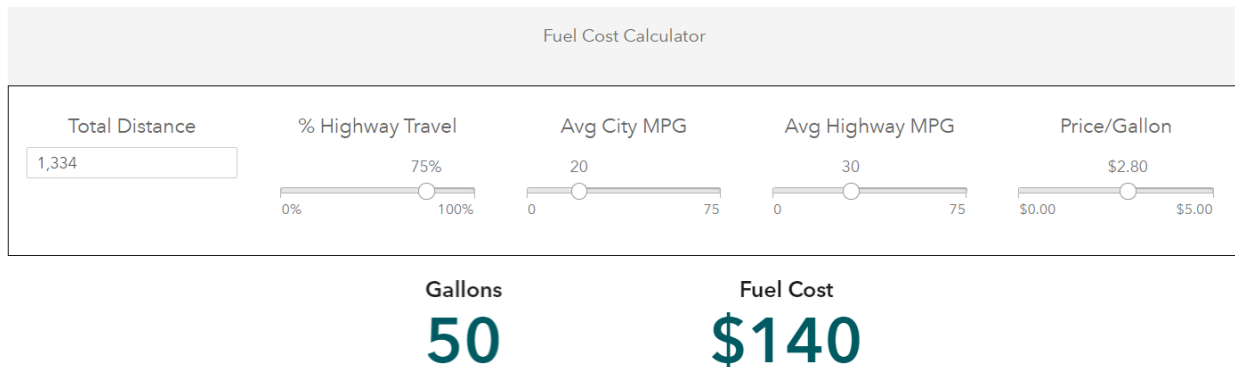 Fuel Cost Calculator
Total Distance % Highway Travel Avg City MPG Avg Highway MPG Price/Gallon
1,334 75% 20 30 $2.80
0% 100% 0 75 0 75 $0.00 $5.00
Gallons Fuel Cost
50 $140